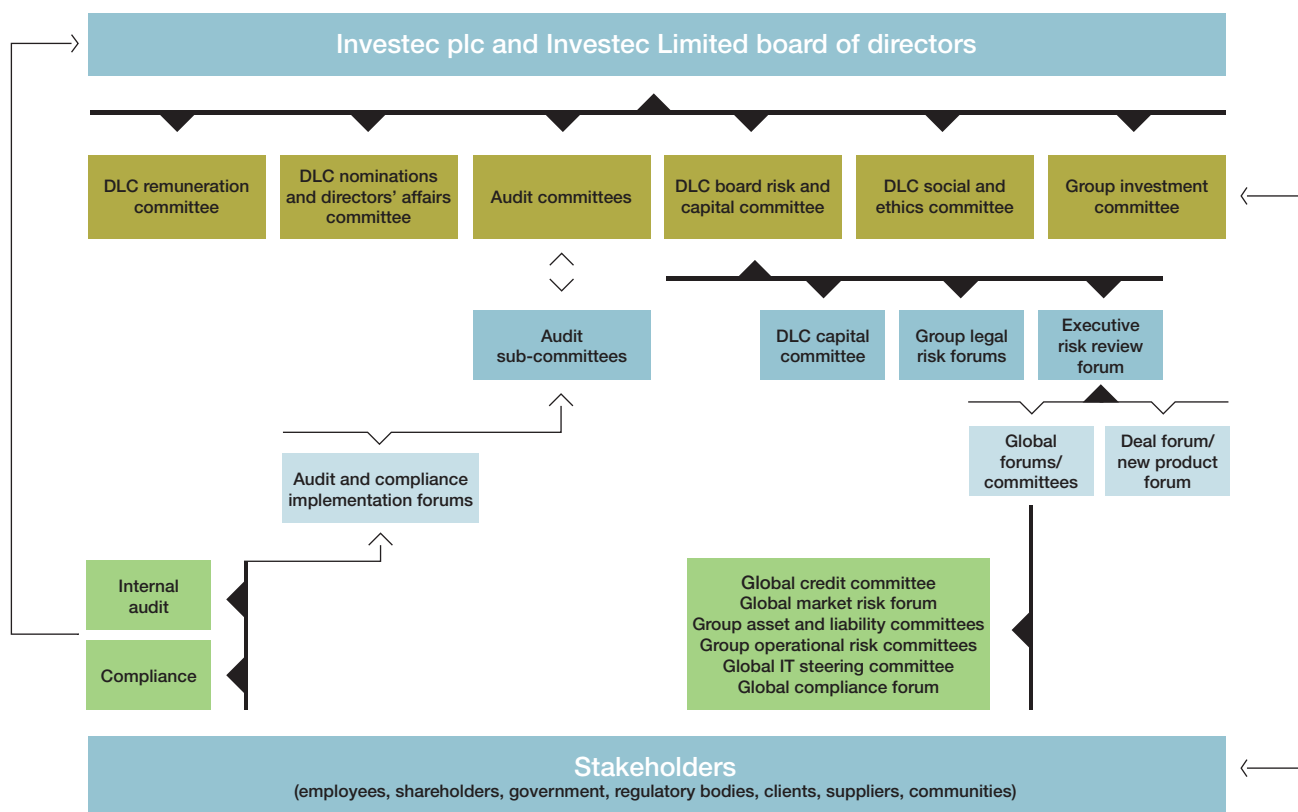 Investec plc and Investec Limited board of directors
DLC remuneration
committee
DLC nominations
and directors' affairs
committee
Audit committees
DLC board risk and
capital committee
DLC social and
ethics committee
Group investment
committee
Audit
sub-committees
DLC capital
committee
Group legal
risk forums
Executive
risk review
forum
Global
forums/
committees
Deal forum/
new product
forum
Audit and compliance
implementation forums
Internal
audit
Compliance
Global credit committee
Global market risk forum
Group asset and liability committees
Group operational risk committees
Global IT steering committee
Global compliance forum
Stakeholders
(employees, shareholders, government, regulatory bodies, clients, suppliers, communities)